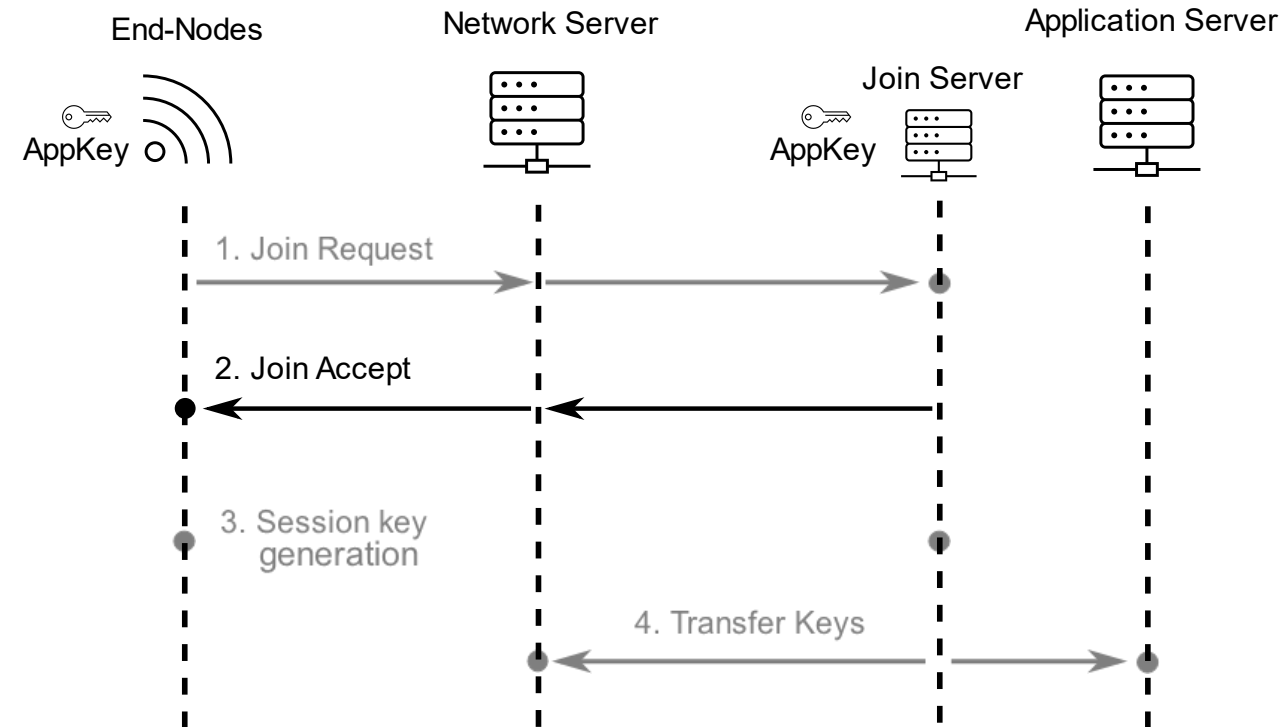 End-Nodes
Network Server
Application Server
Join Server
AppKey
AppKey
1. Join Request
2. Join Accept
3. Session key
generation
4. Transfer Keys